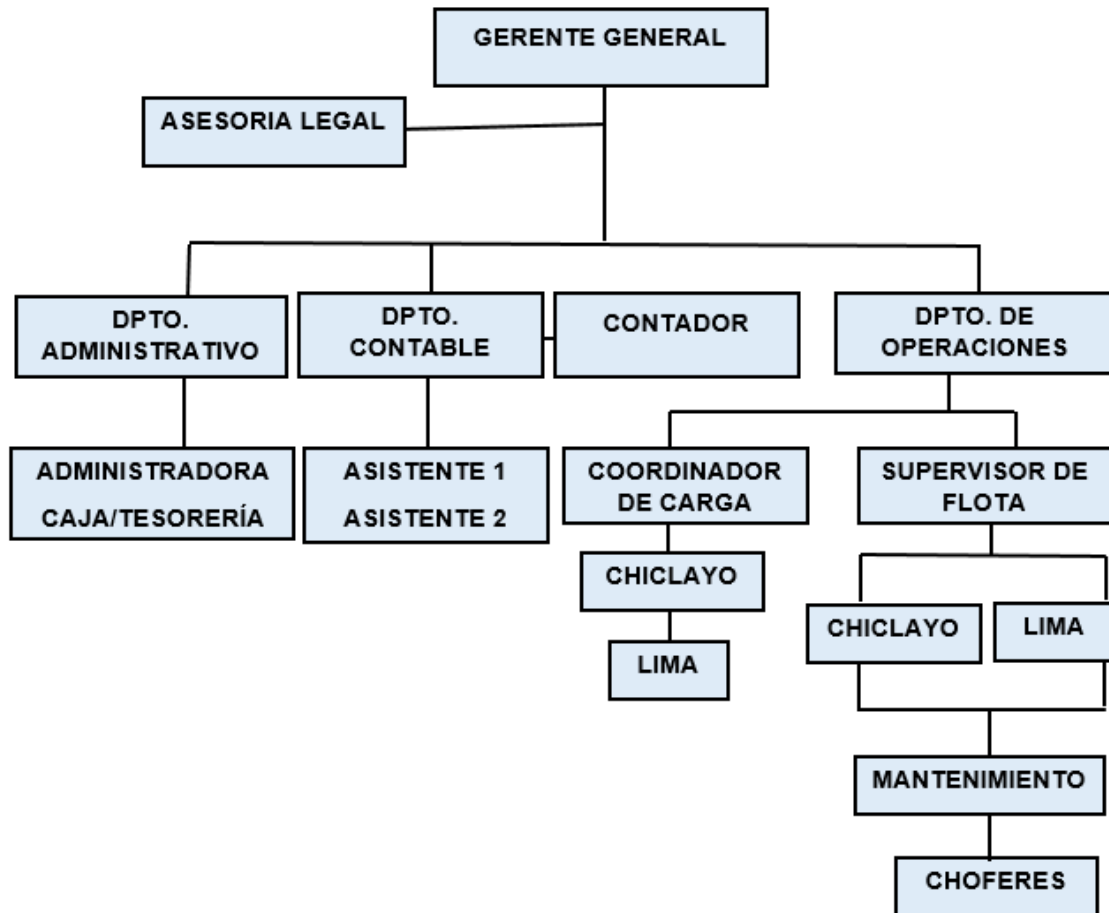 GERENTE GENERAL
ASESORIA LEGAL
DPTO.
ADMINISTRATIVO
DPTO.
CONTABLE
CONTADOR
DPTO. DE
OPERACIONES
ADMINISTRADORA
CAJA/TESORERÍA
ASISTENTE 1
ASISTENTE 2
COORDINADOR
DE CARGA
SUPERVISOR DE
FLOTA
CHICLAYO
LIMA
CHICLAYO
LIMA
MANTENIMIENTO
CHOFERES